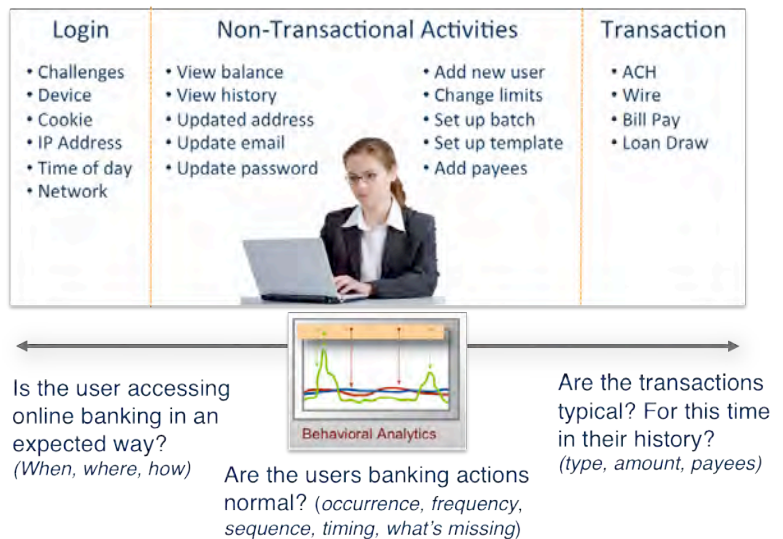 Login
• Challenges
• Device
• Cookie
• IP Address
• Time of day
• Network
Non-Transactional Activities
• View balance
• View history
• Updated address
• Update email
• Update password
• Add new user
• Change limits
• Set up batch
• Set up template
• Add payees
Transaction
• ACH
• Wire
• Bill Pay
• Loan Draw
Behavioral Analytics
Is the user accessing
online banking in an
expected way?
(When, where, how)
Are the users banking actions
normal? (occurrence, frequency,
sequence, timing, what's missing)
Are the transactions
typical? For this time
in their history?
(type, amount, payees)